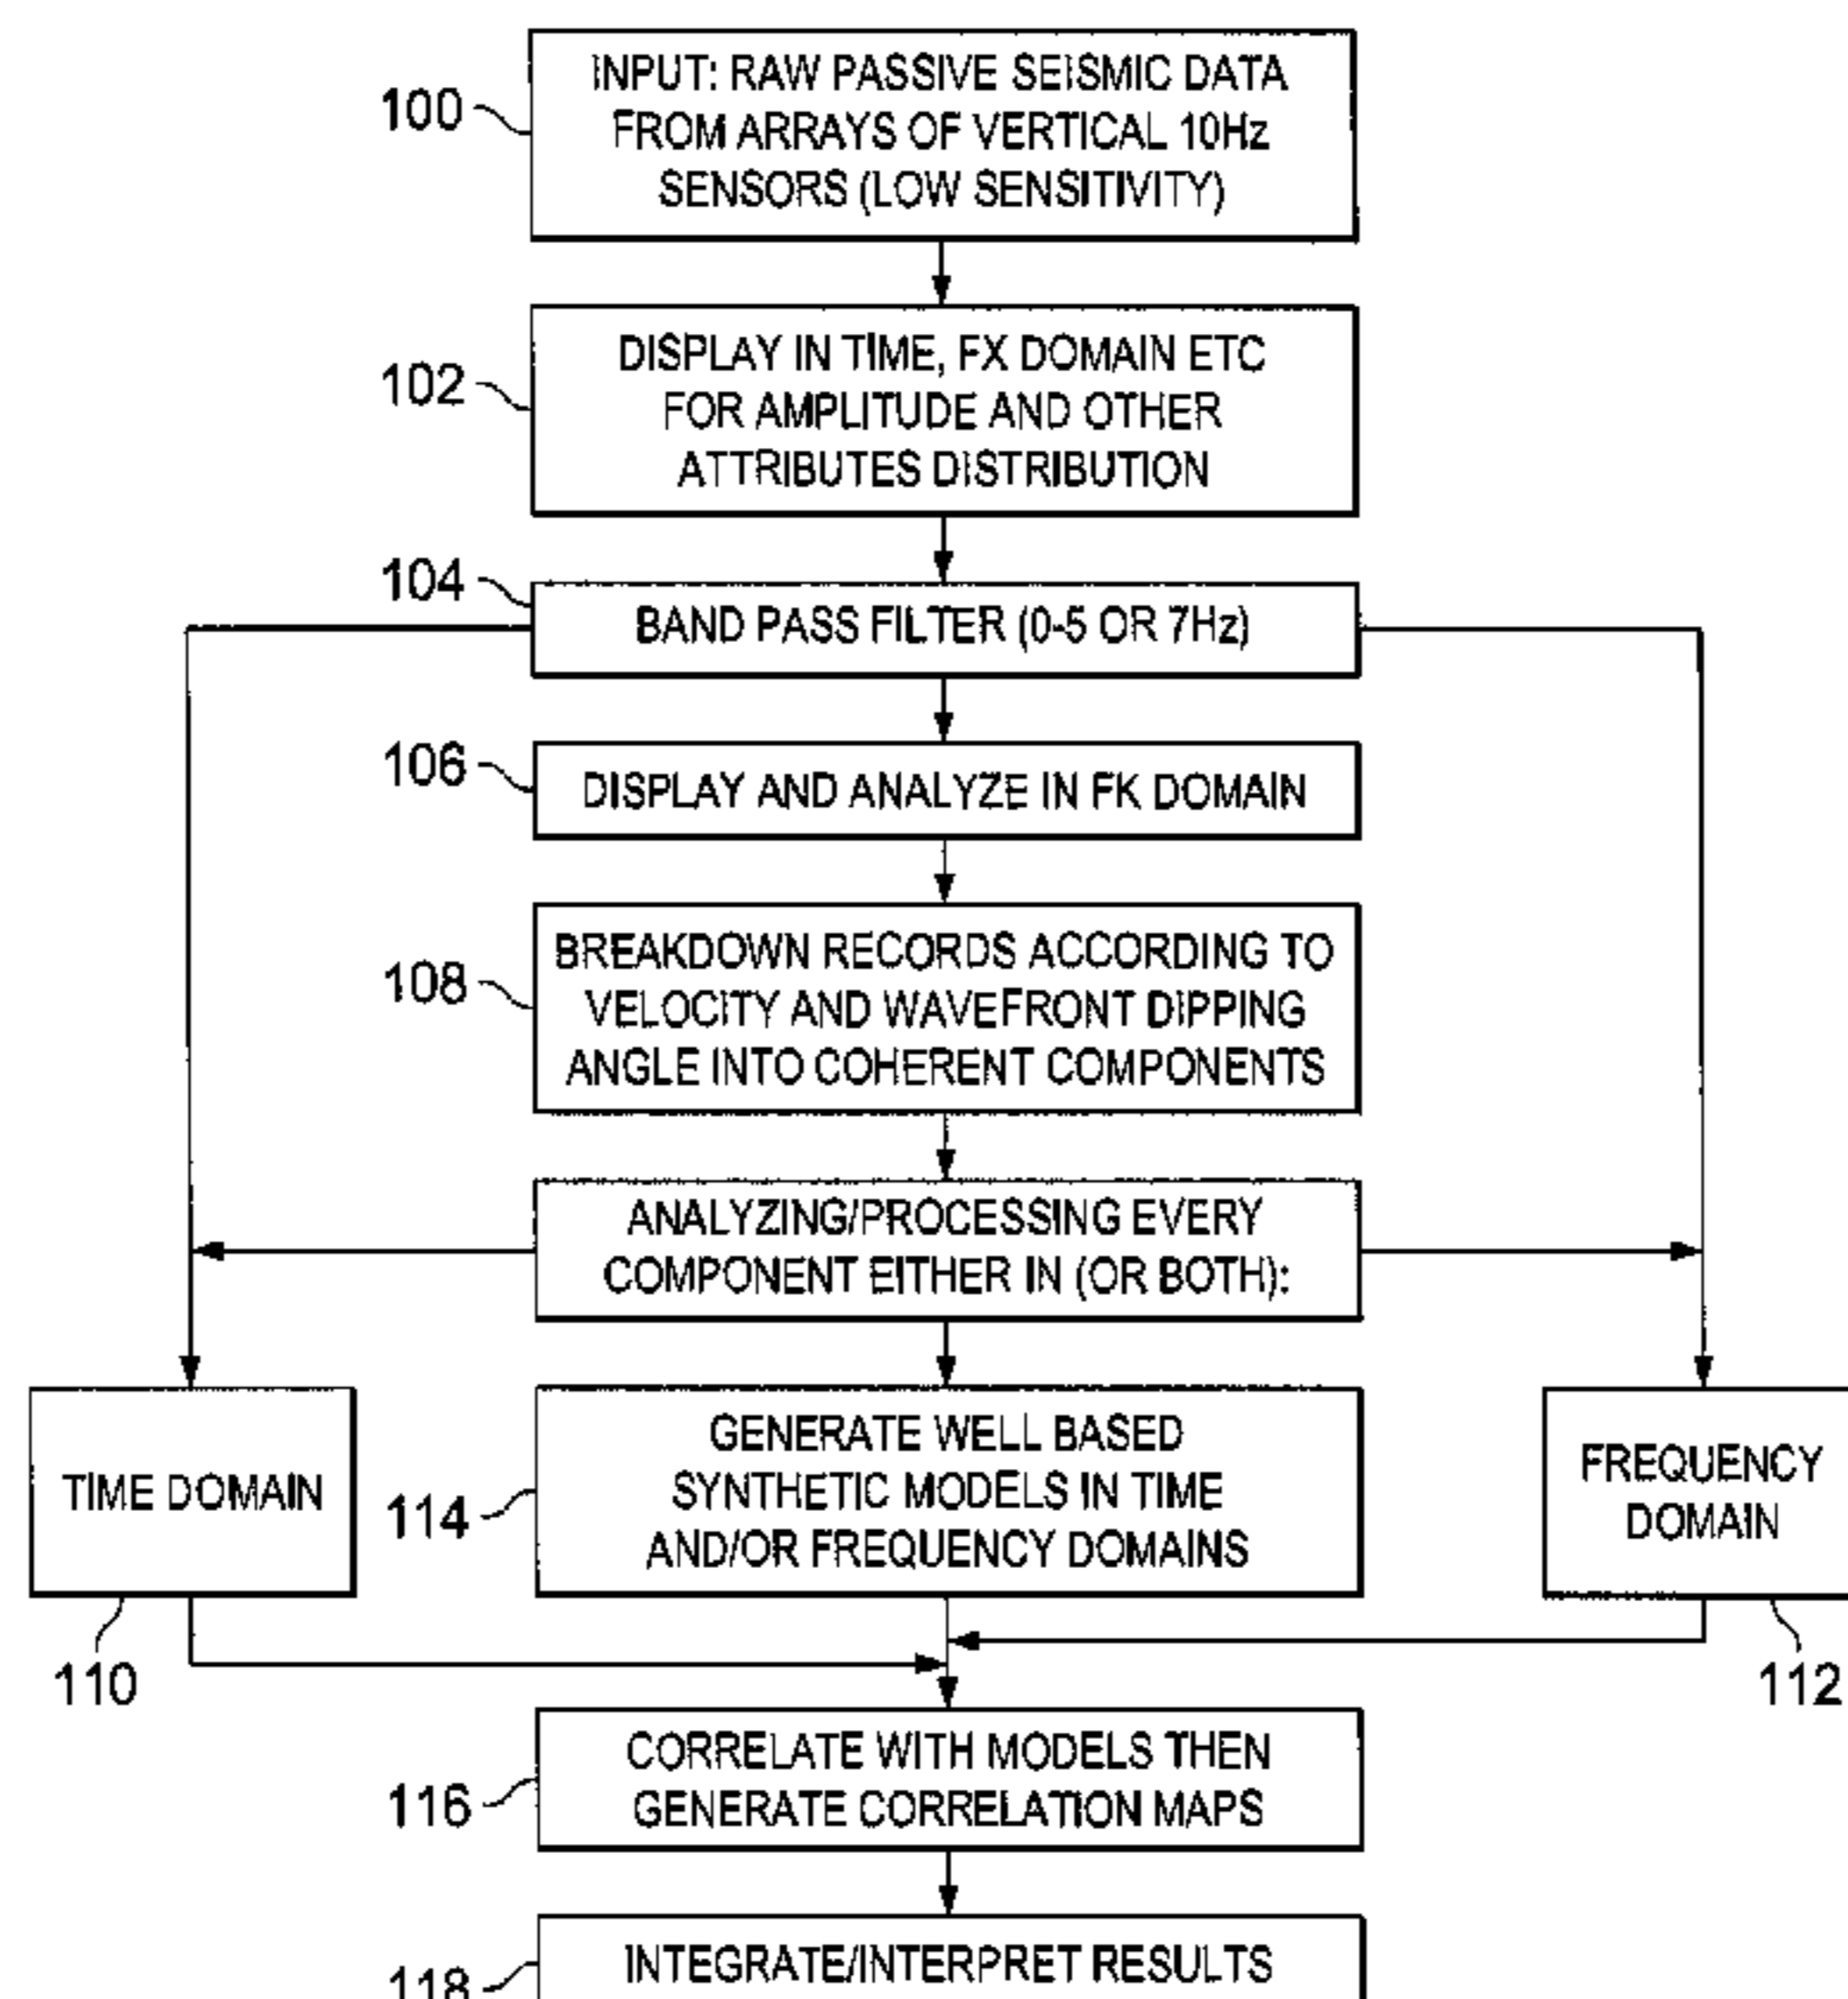 100
INPUT: RAW PASSIVE SEISMIC DATA
FROM ARRAYS OF VERTICAL 10Hz
SENSORS (LOW SENSITIVITY)
102
DISPLAY IN TIME, FX DOMAIN ETC
FOR AMPLITUDE AND OTHER
ATTRIBUTES DISTRIBUTION
104
BAND PASS FILTER (0-5 OR 7Hz)
106
DISPLAY AND ANALYZE IN FK DOMAIN
108
BREAKDOWN RECORDS ACCORDING TO
VELOCITY AND WAVEFRONT DIPPING
ANGLE INTO COHERENT COMPONENTS
ANALYZING/PROCESSING EVERY
COMPONENT EITHER IN (OR BOTH):
TIME DOMAIN
110
114
GENERATE WELL BASED
SYNTHETIC MODELS IN TIME
AND/OR FREQUENCY DOMAINS
FREQUENCY
DOMAIN
112
116
CORRELATE WITH MODELS THEN
GENERATE CORRELATION MAPS
118
INTEGRATE/INTERPRET RESULTS